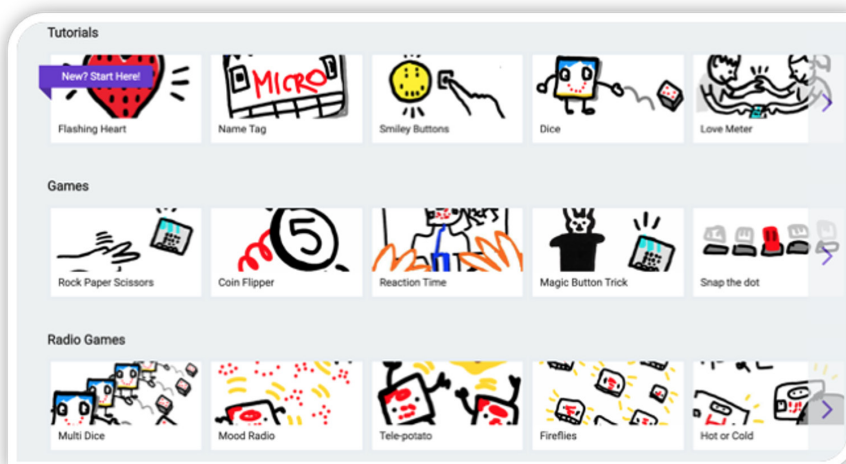 Tutorials
New? Start Here!
MICRO
Flashing Heart
Name Tag
Smiley Buttons
Dice
Love Meter
Games
5
Rock Paper Scissors
Coin Flipper
Reaction Time
Magic Button Trick
Snap the dot
Radio Games
Multi Dice
Mood Radio
Tele-potato
Fireflies
Hot or Cold